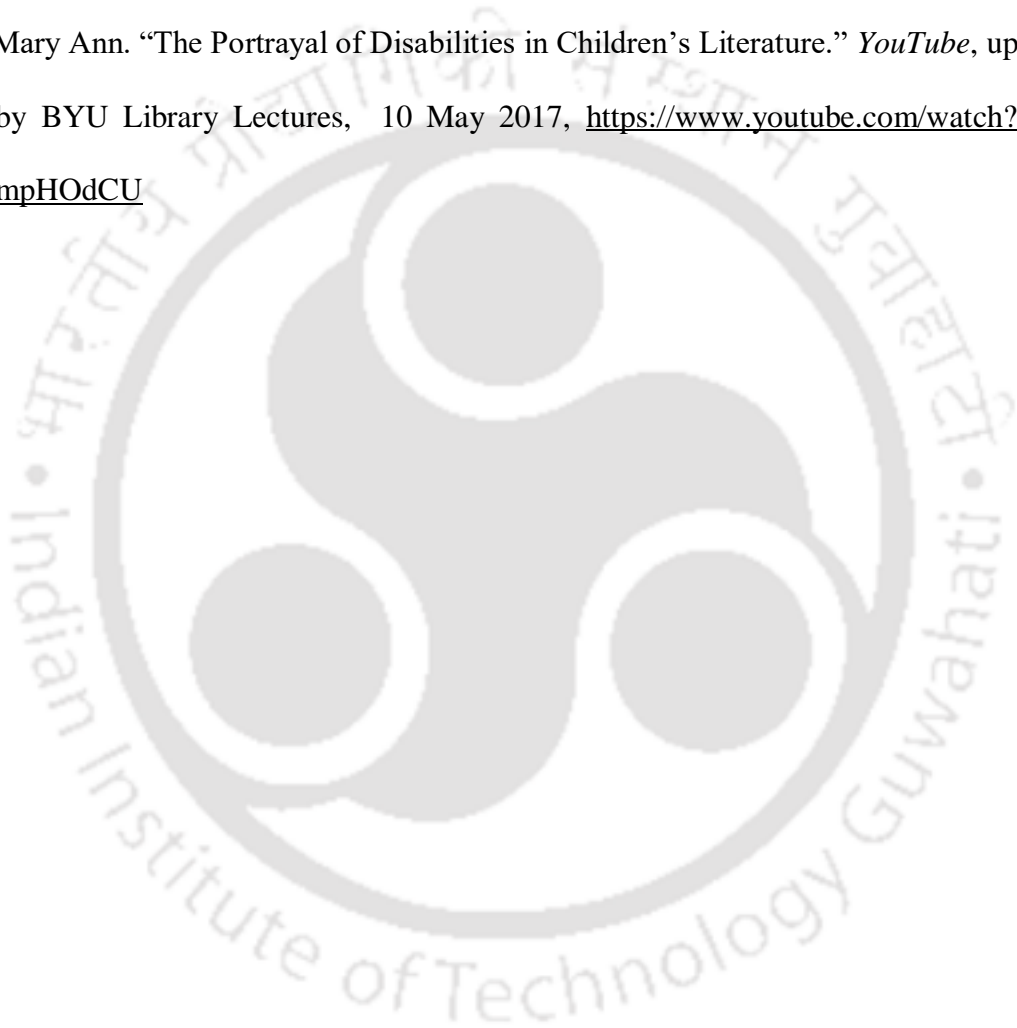 Mary Ann. “The Portrayal of Disabilities in Children’s Literature.” YouTube, up
by BYU Library Lectures, 10 May 2017, https://www.youtube.com/watch?
mpHOdCU
भारतीय प्रौद्योगिकी संस्थान गुवाहाटी
• Indian Institute of Technology Guwahati •